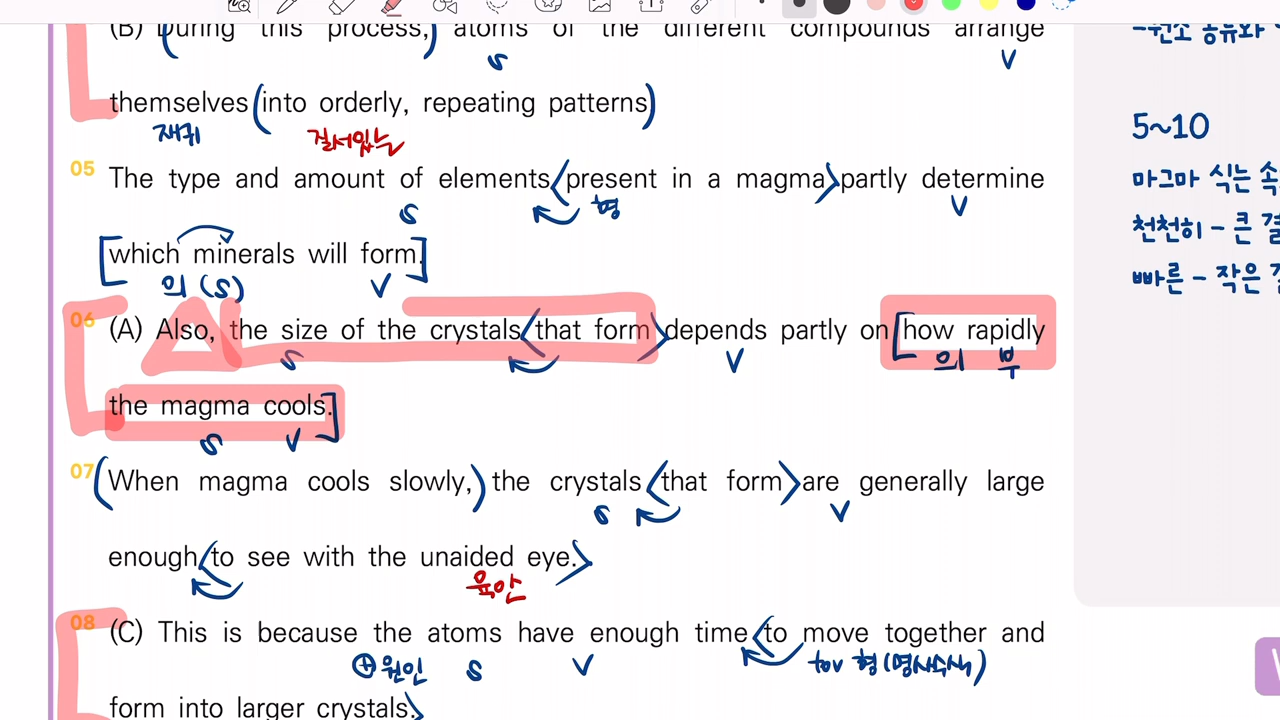 (B) During this process, atoms of the different compounds arrange
S V
themselves (into orderly, repeating patterns)
재귀 질서있는
05 The type and amount of elements <present in a magma> partly determine
S 형 V
[which minerals will form.]
의 (S) V
06 (A) Also, the size of the crystals <that form> depends partly on [how rapidly
S V 의 부
the magma cools.]
S V
07 (When magma cools slowly,) the crystals <that form> are generally large
S V
enough <to see with the unaided eye.>
육안
08 (C) This is because the atoms have enough time <to move together and
+원인 S V tov 형(명사수식)
form into larger crystals.>
5~10
마그마 식는 속
천천히 - 큰 결
빠른 - 작은